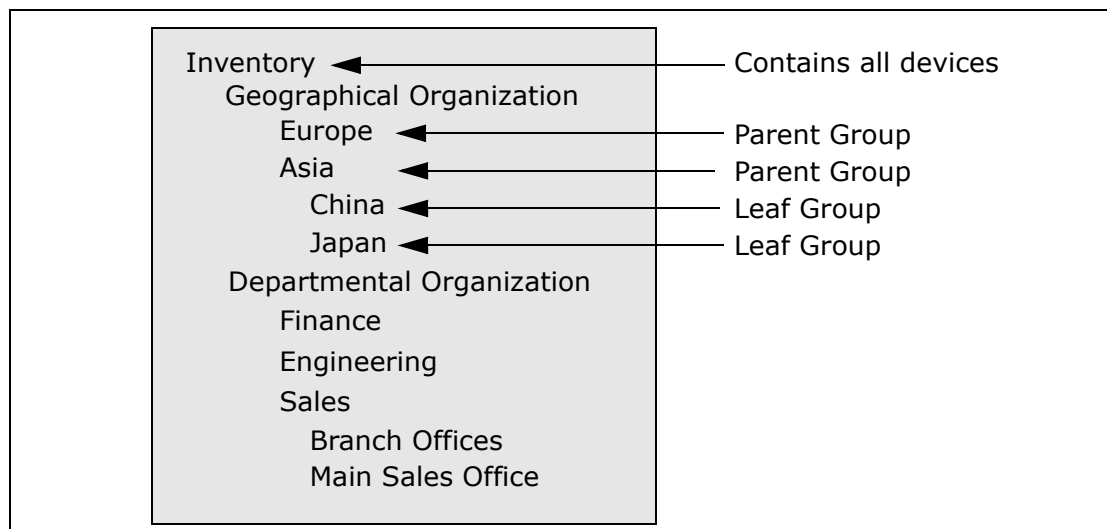 Inventory Contains all devices
Geographical Organization
Europe Parent Group
Asia Parent Group
China Leaf Group
Japan Leaf Group
Departmental Organization
Finance
Engineering
Sales
Branch Offices
Main Sales Office